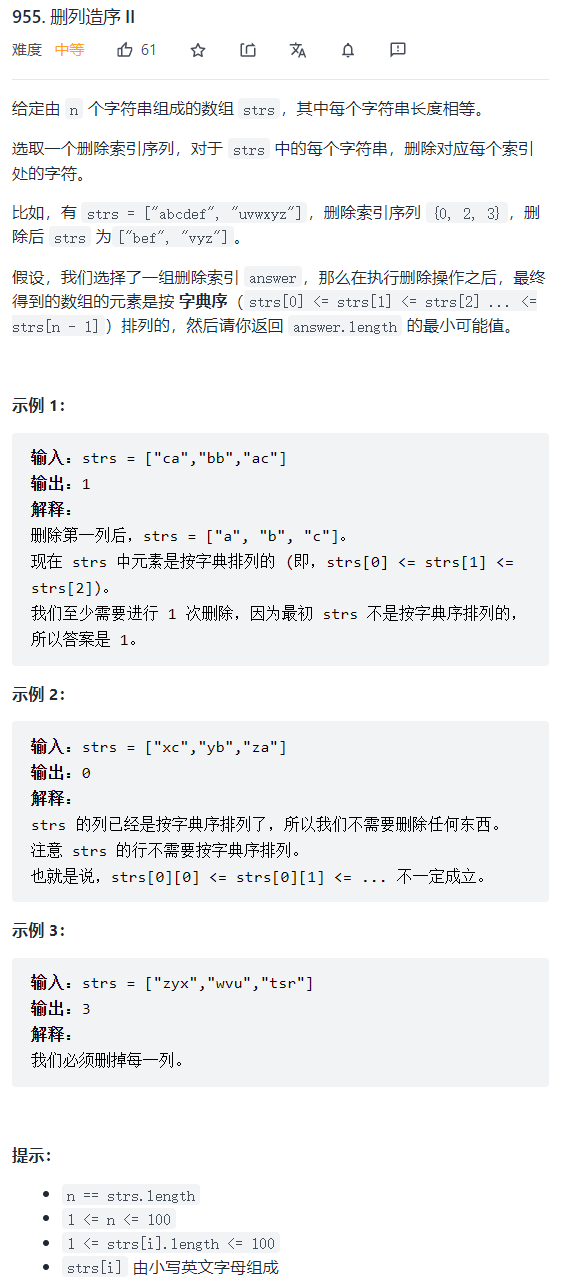 955. 删列造序 II
难度 中等 61
给定由 n 个字符串组成的数组 strs，其中每个字符串长度相等。
选取一个删除索引序列，对于 strs 中的每个字符串，删除对应每个索引
处的字符。
比如，有 strs = ["abcdef", "uvwxyz"]，删除索引序列 {0, 2, 3}，删
除后 strs 为["bef", "vyz"]。
假设，我们选择了一组删除索引 answer，那么在执行删除操作之后，最终
得到的数组的元素是按 字典序（strs[0] <= strs[1] <= strs[2] ... <=
strs[n - 1]）排列的，然后请你返回 answer.length 的最小可能值。
示例 1：
输入：strs = ["ca","bb","ac"]
输出：1
解释：
删除第一列后，strs = ["a", "b", "c"]。
现在 strs 中元素是按字典排列的 (即，strs[0] <= strs[1] <=
strs[2])。
我们至少需要进行 1 次删除，因为最初 strs 不是按字典序排列的，
所以答案是 1。
示例 2：
输入：strs = ["xc","yb","za"]
输出：0
解释：
strs 的列已经是按字典序排列了，所以我们不需要删除任何东西。
注意 strs 的行不需要按字典序排列。
也就是说，strs[0][0] <= strs[0][1] <= ... 不一定成立。
示例 3：
输入：strs = ["zyx","wvu","tsr"]
输出：3
解释：
我们必须删掉每一列。
提示：
n == strs.length
1 <= n <= 100
1 <= strs[i].length <= 100
strs[i] 由小写英文字母组成